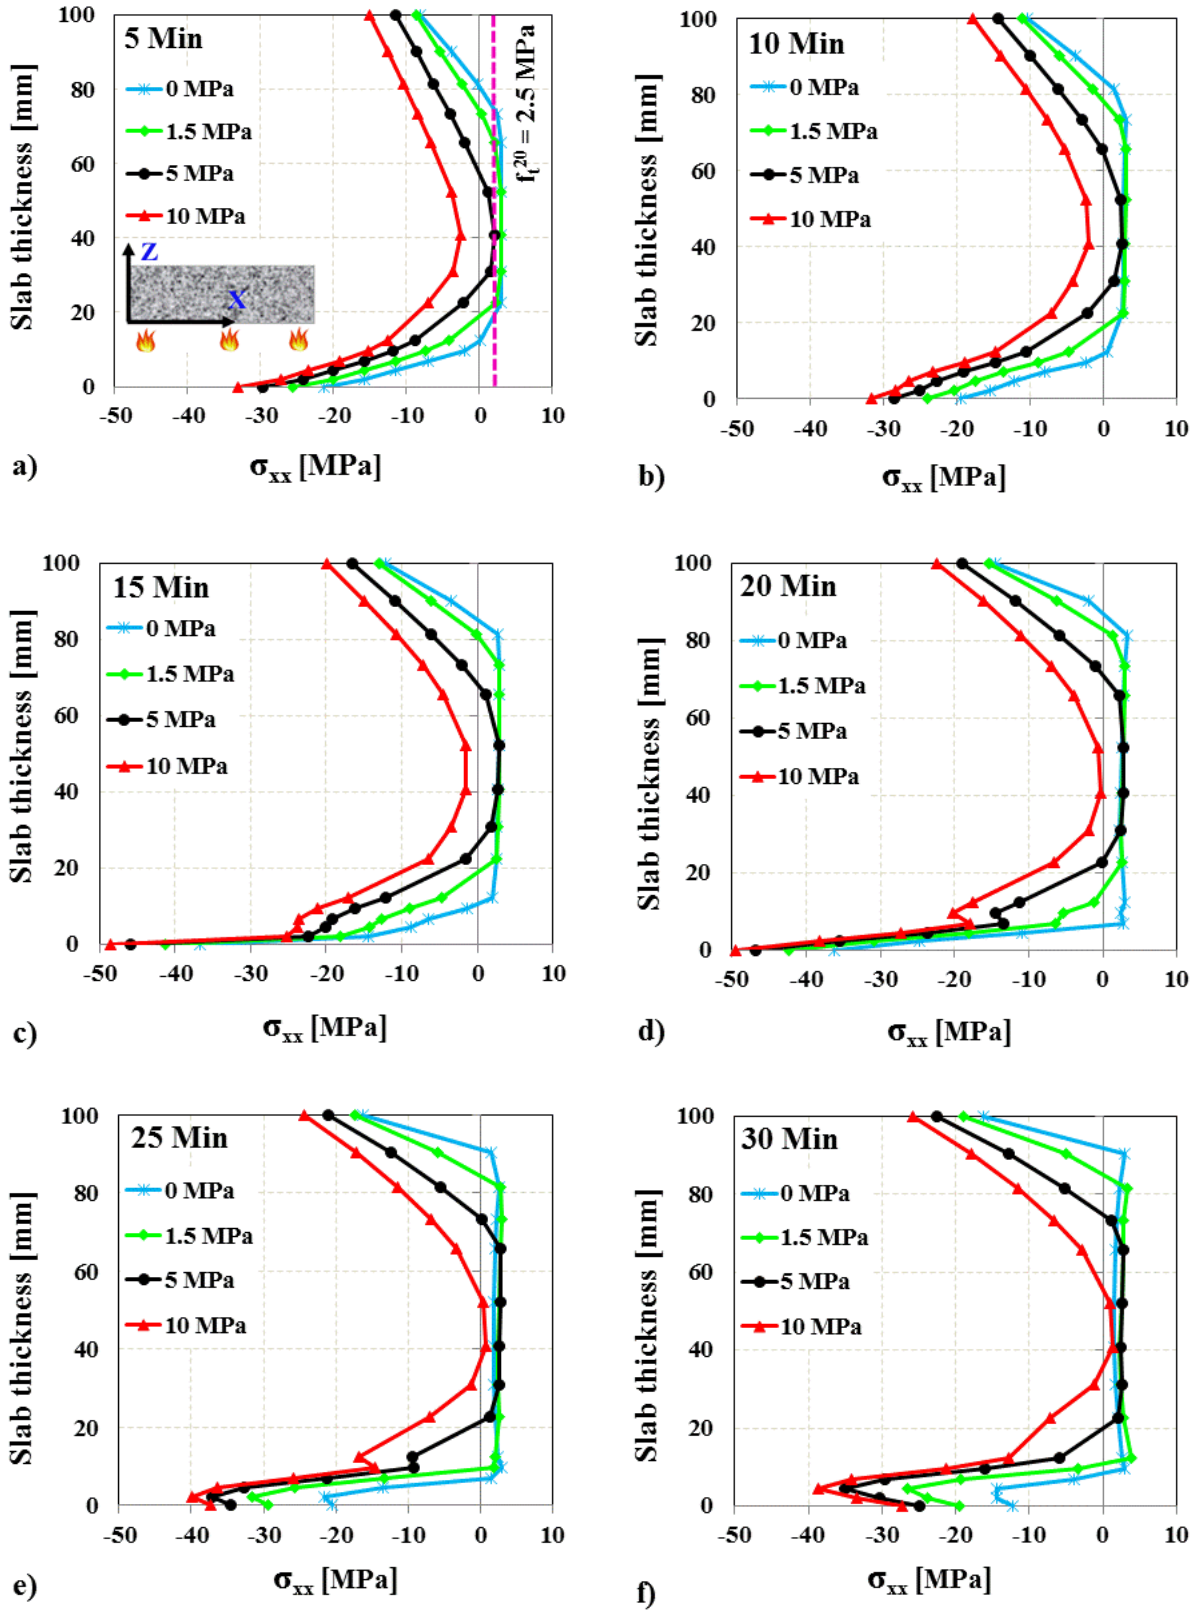 5 Min
0 MPa
1.5 MPa
5 MPa
10 MPa
Z
X
f_t^20 = 2.5 MPa
Slab thickness [mm]
100
80
60
40
20
0
-50 -40 -30 -20 -10 0 10
σxx [MPa]
a)
10 Min
0 MPa
1.5 MPa
5 MPa
10 MPa
Slab thickness [mm]
100
80
60
40
20
0
-50 -40 -30 -20 -10 0 10
σxx [MPa]
b)
15 Min
0 MPa
1.5 MPa
5 MPa
10 MPa
Slab thickness [mm]
100
80
60
40
20
0
-50 -40 -30 -20 -10 0 10
σxx [MPa]
c)
20 Min
0 MPa
1.5 MPa
5 MPa
10 MPa
Slab thickness [mm]
100
80
60
40
20
0
-50 -40 -30 -20 -10 0 10
σxx [MPa]
d)
25 Min
0 MPa
1.5 MPa
5 MPa
10 MPa
Slab thickness [mm]
100
80
60
40
20
0
-50 -40 -30 -20 -10 0 10
σxx [MPa]
e)
30 Min
0 MPa
1.5 MPa
5 MPa
10 MPa
Slab thickness [mm]
100
80
60
40
20
0
-50 -40 -30 -20 -10 0 10
σxx [MPa]
f)